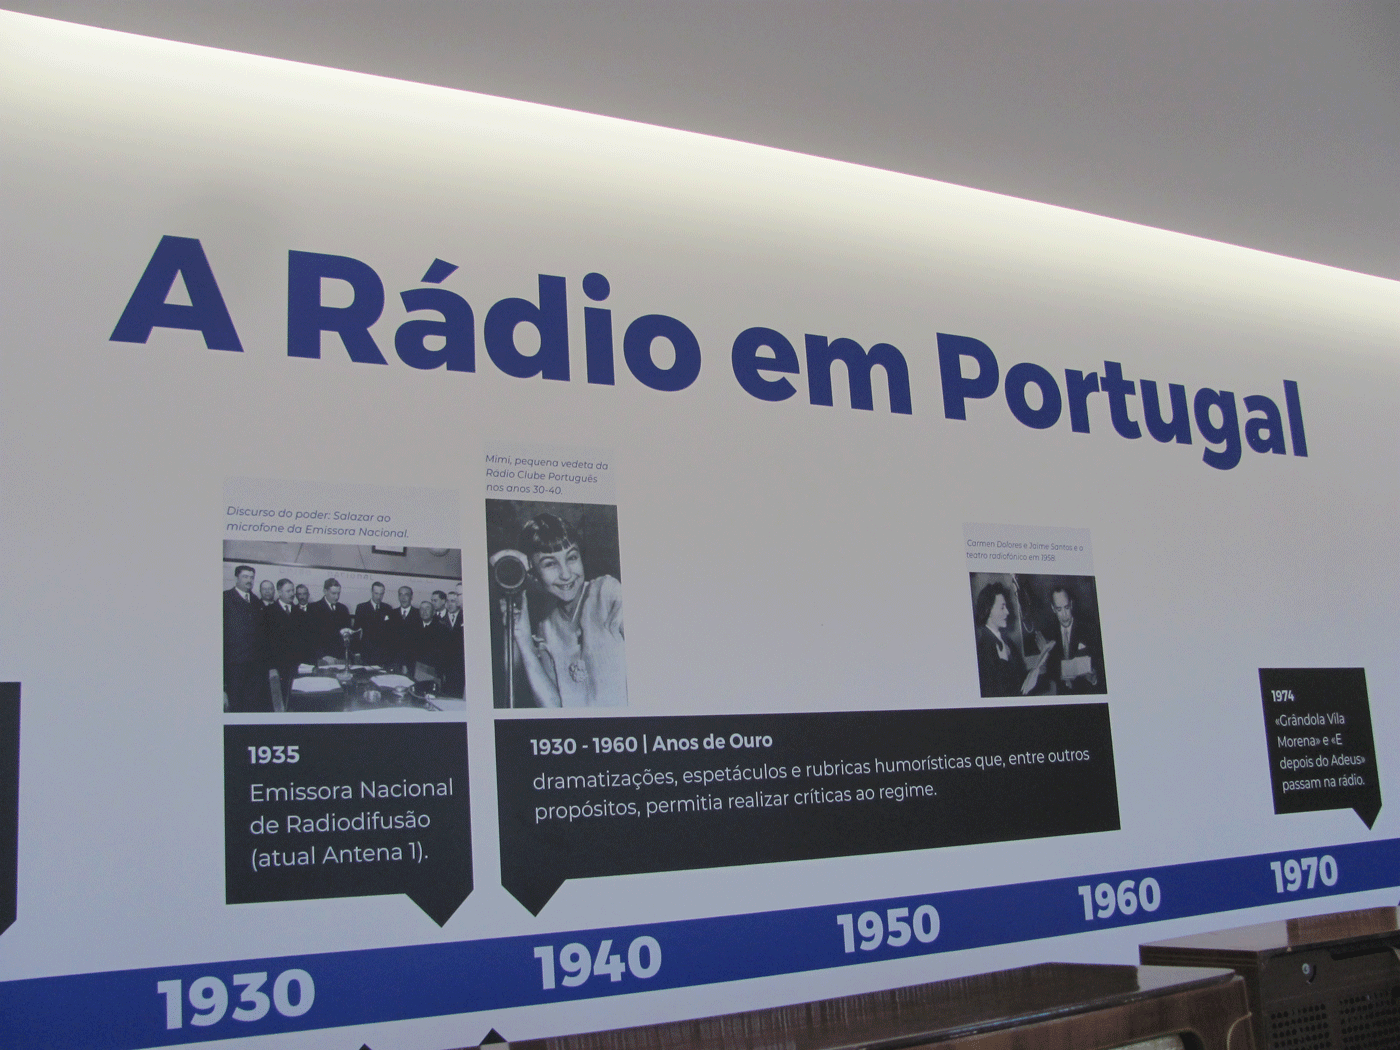 A Rádio em Portugal
Mimi, pequena vedeta da
Rádio Clube Português
nos anos 30-40.
Discurso do poder: Salazar ao
microfone da Emissora Nacional.
Carmen Dolores e Jaime Santos e o
teatro radiofónico em 1958.
1935
Emissora Nacional
de Radiodifusão
(atual Antena 1).
1930 - 1960 | Anos de Ouro
dramatizações, espetáculos e rubricas humorísticas que, entre outros
propósitos, permitia realizar críticas ao regime.
1974
«Grândola Vila
Morena» e «E
depois do Adeus»
passam na rádio.
1930
1940
1950
1960
1970